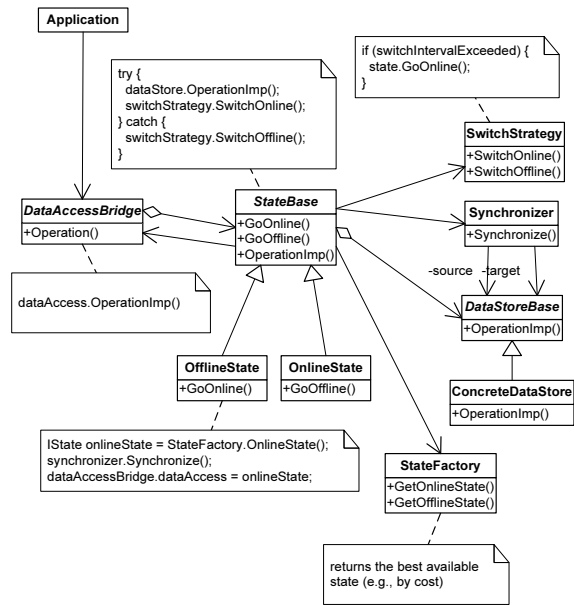 Application
if (switchIntervalExceeded) {
state.GoOnline();
}
try {
dataStore.OperationImp();
switchStrategy.SwitchOnline();
} catch {
switchStrategy.SwitchOffline();
}
SwitchStrategy
+SwitchOnline()
+SwitchOffline()
DataAccessBridge
+Operation()
StateBase
+GoOnline()
+GoOffline()
+OperationImp()
Synchronizer
+Synchronize()
-source
-target
dataAccess.OperationImp()
DataStoreBase
+OperationImp()
OfflineState
+GoOnline()
OnlineState
+GoOffline()
ConcreteDataStore
+OperationImp()
IState onlineState = StateFactory.OnlineState();
synchronizer.Synchronize();
dataAccessBridge.dataAccess = onlineState;
StateFactory
+GetOnlineState()
+GetOfflineState()
returns the best available
state (e.g., by cost)